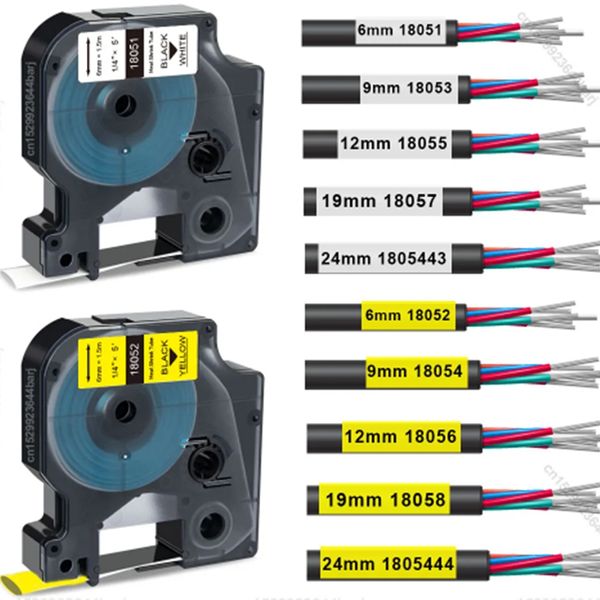 6mm × 1.5m
1/4" × 5'
18051
Heat Shrink Tube
BLACK
WHITE
cn1529923644barj
6mm 18051
9mm 18053
12mm 18055
19mm 18057
24mm 1805443
6mm × 1.5m
1/4" × 5'
18052
Heat Shrink Tube
BLACK
YELLOW
cn1529923644barj
6mm 18052
9mm 18054
12mm 18056
19mm 18058
24mm 1805444